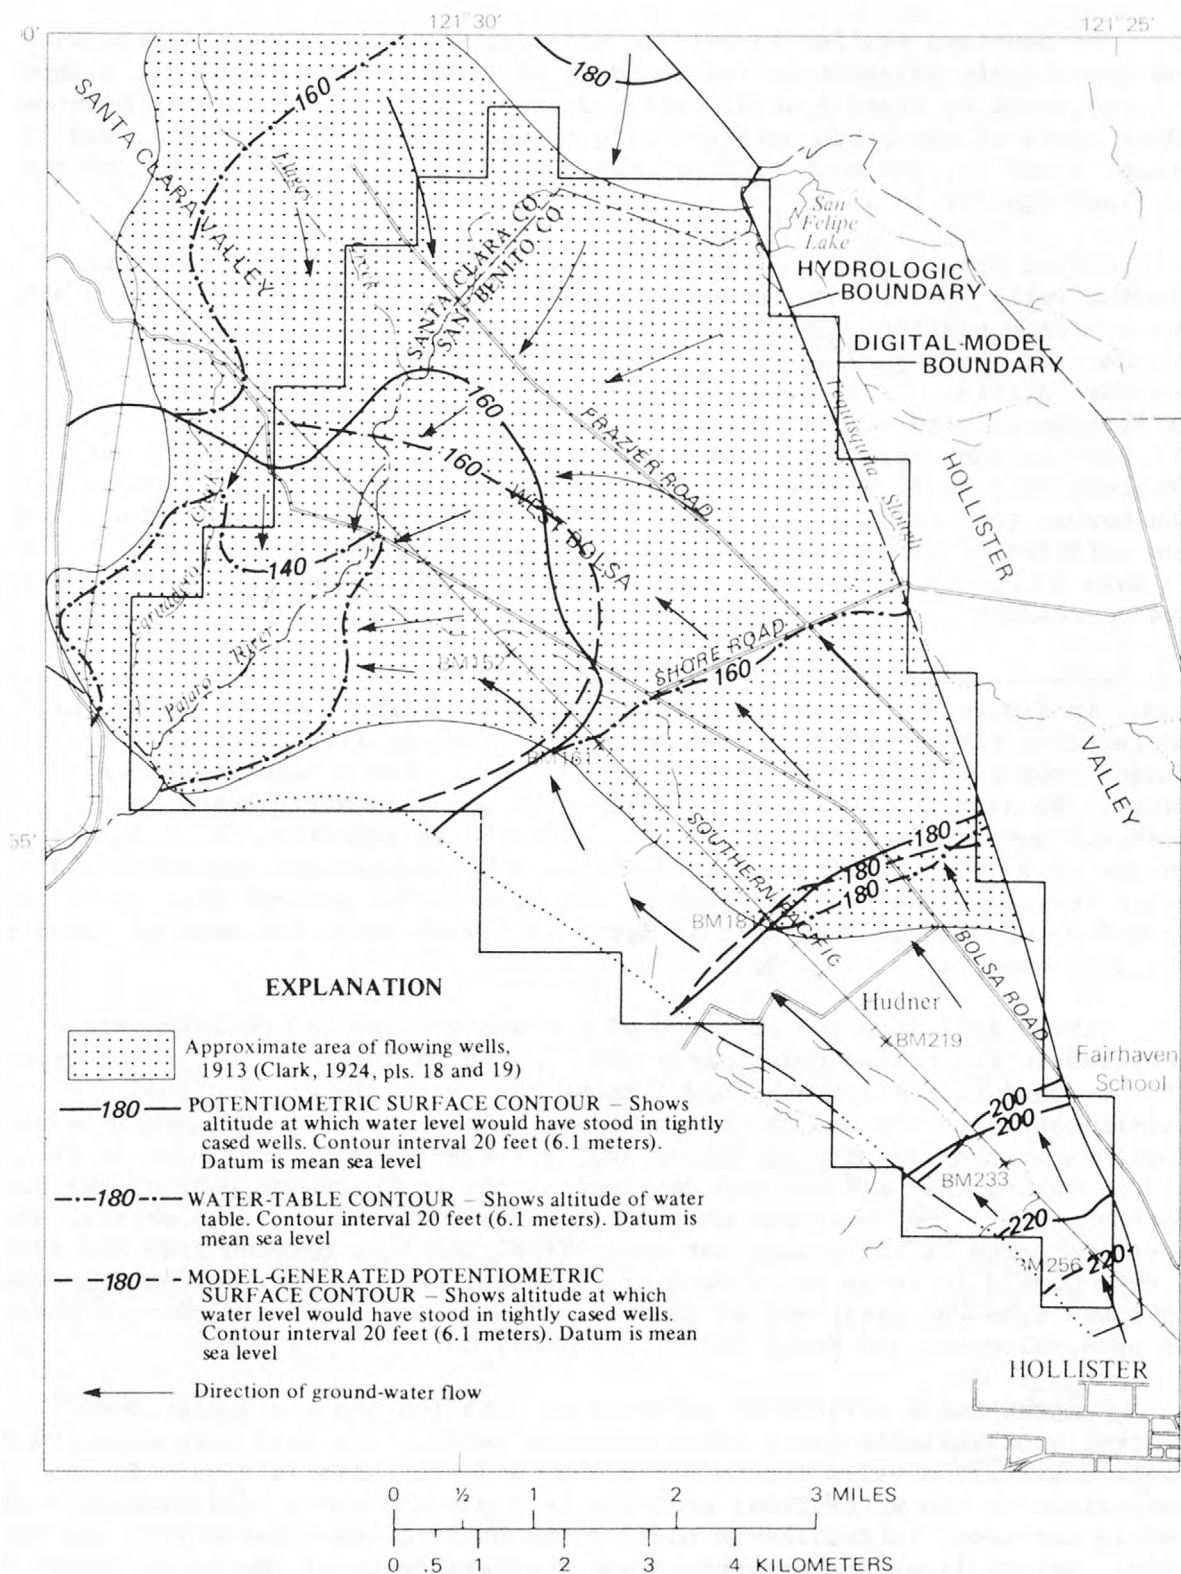 00'
121°30'
121°25'
180
160
SANTA CLARA VALLEY
Llagas
Creek
SANTA CLARA CO
SAN BENITO CO
San
Felipe
Lake
HYDROLOGIC
BOUNDARY
DIGITAL-MODEL
BOUNDARY
160
160
FRAZIER ROAD
Tequisquita Slough
HOLLISTER
VALLEY
WEST BOLSA
140
Carnadero Creek
Pajaro River
BM152
SHORE ROAD
160
BM161
55'
SOUTHERN PACIFIC
180
180
180
BM181
BOLSA ROAD
Hudner
BM219
Fairhaven
School
200
200
BM233
220
220
BM256
HOLLISTER
EXPLANATION
Approximate area of flowing wells,
1913 (Clark, 1924, pls. 18 and 19)
—180— POTENTIOMETRIC SURFACE CONTOUR – Shows
altitude at which water level would have stood in tightly
cased wells. Contour interval 20 feet (6.1 meters).
Datum is mean sea level
—·—180— WATER-TABLE CONTOUR – Shows altitude of water
table. Contour interval 20 feet (6.1 meters). Datum is
mean sea level
— —180– – MODEL-GENERATED POTENTIOMETRIC
SURFACE CONTOUR – Shows altitude at which
water level would have stood in tightly cased wells.
Contour interval 20 feet (6.1 meters). Datum is mean
sea level
Direction of ground-water flow
0 ½ 1 2 3 MILES
0 .5 1 2 3 4 KILOMETERS